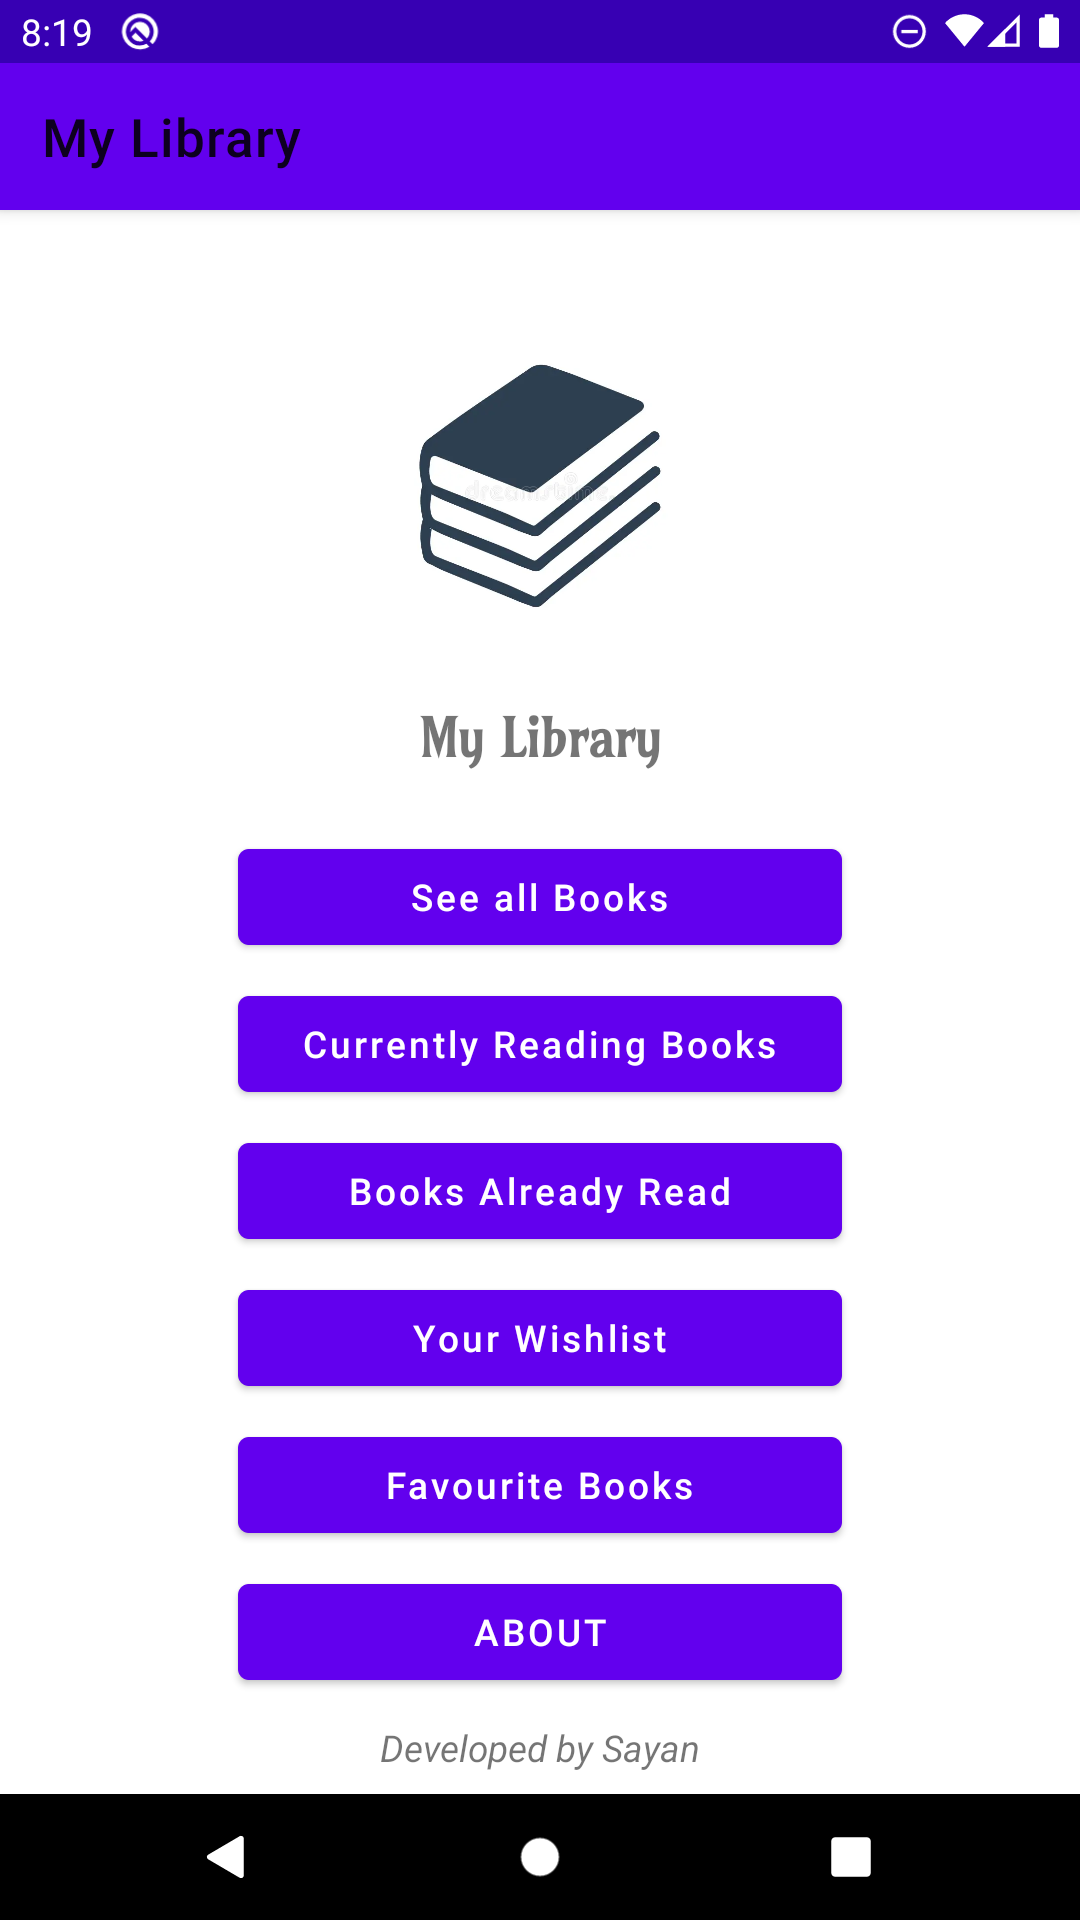 8:19
My Library
dreamstime
My Library
See all Books
Currently Reading Books
Books Already Read
Your Wishlist
Favourite Books
ABOUT
Developed by Sayan